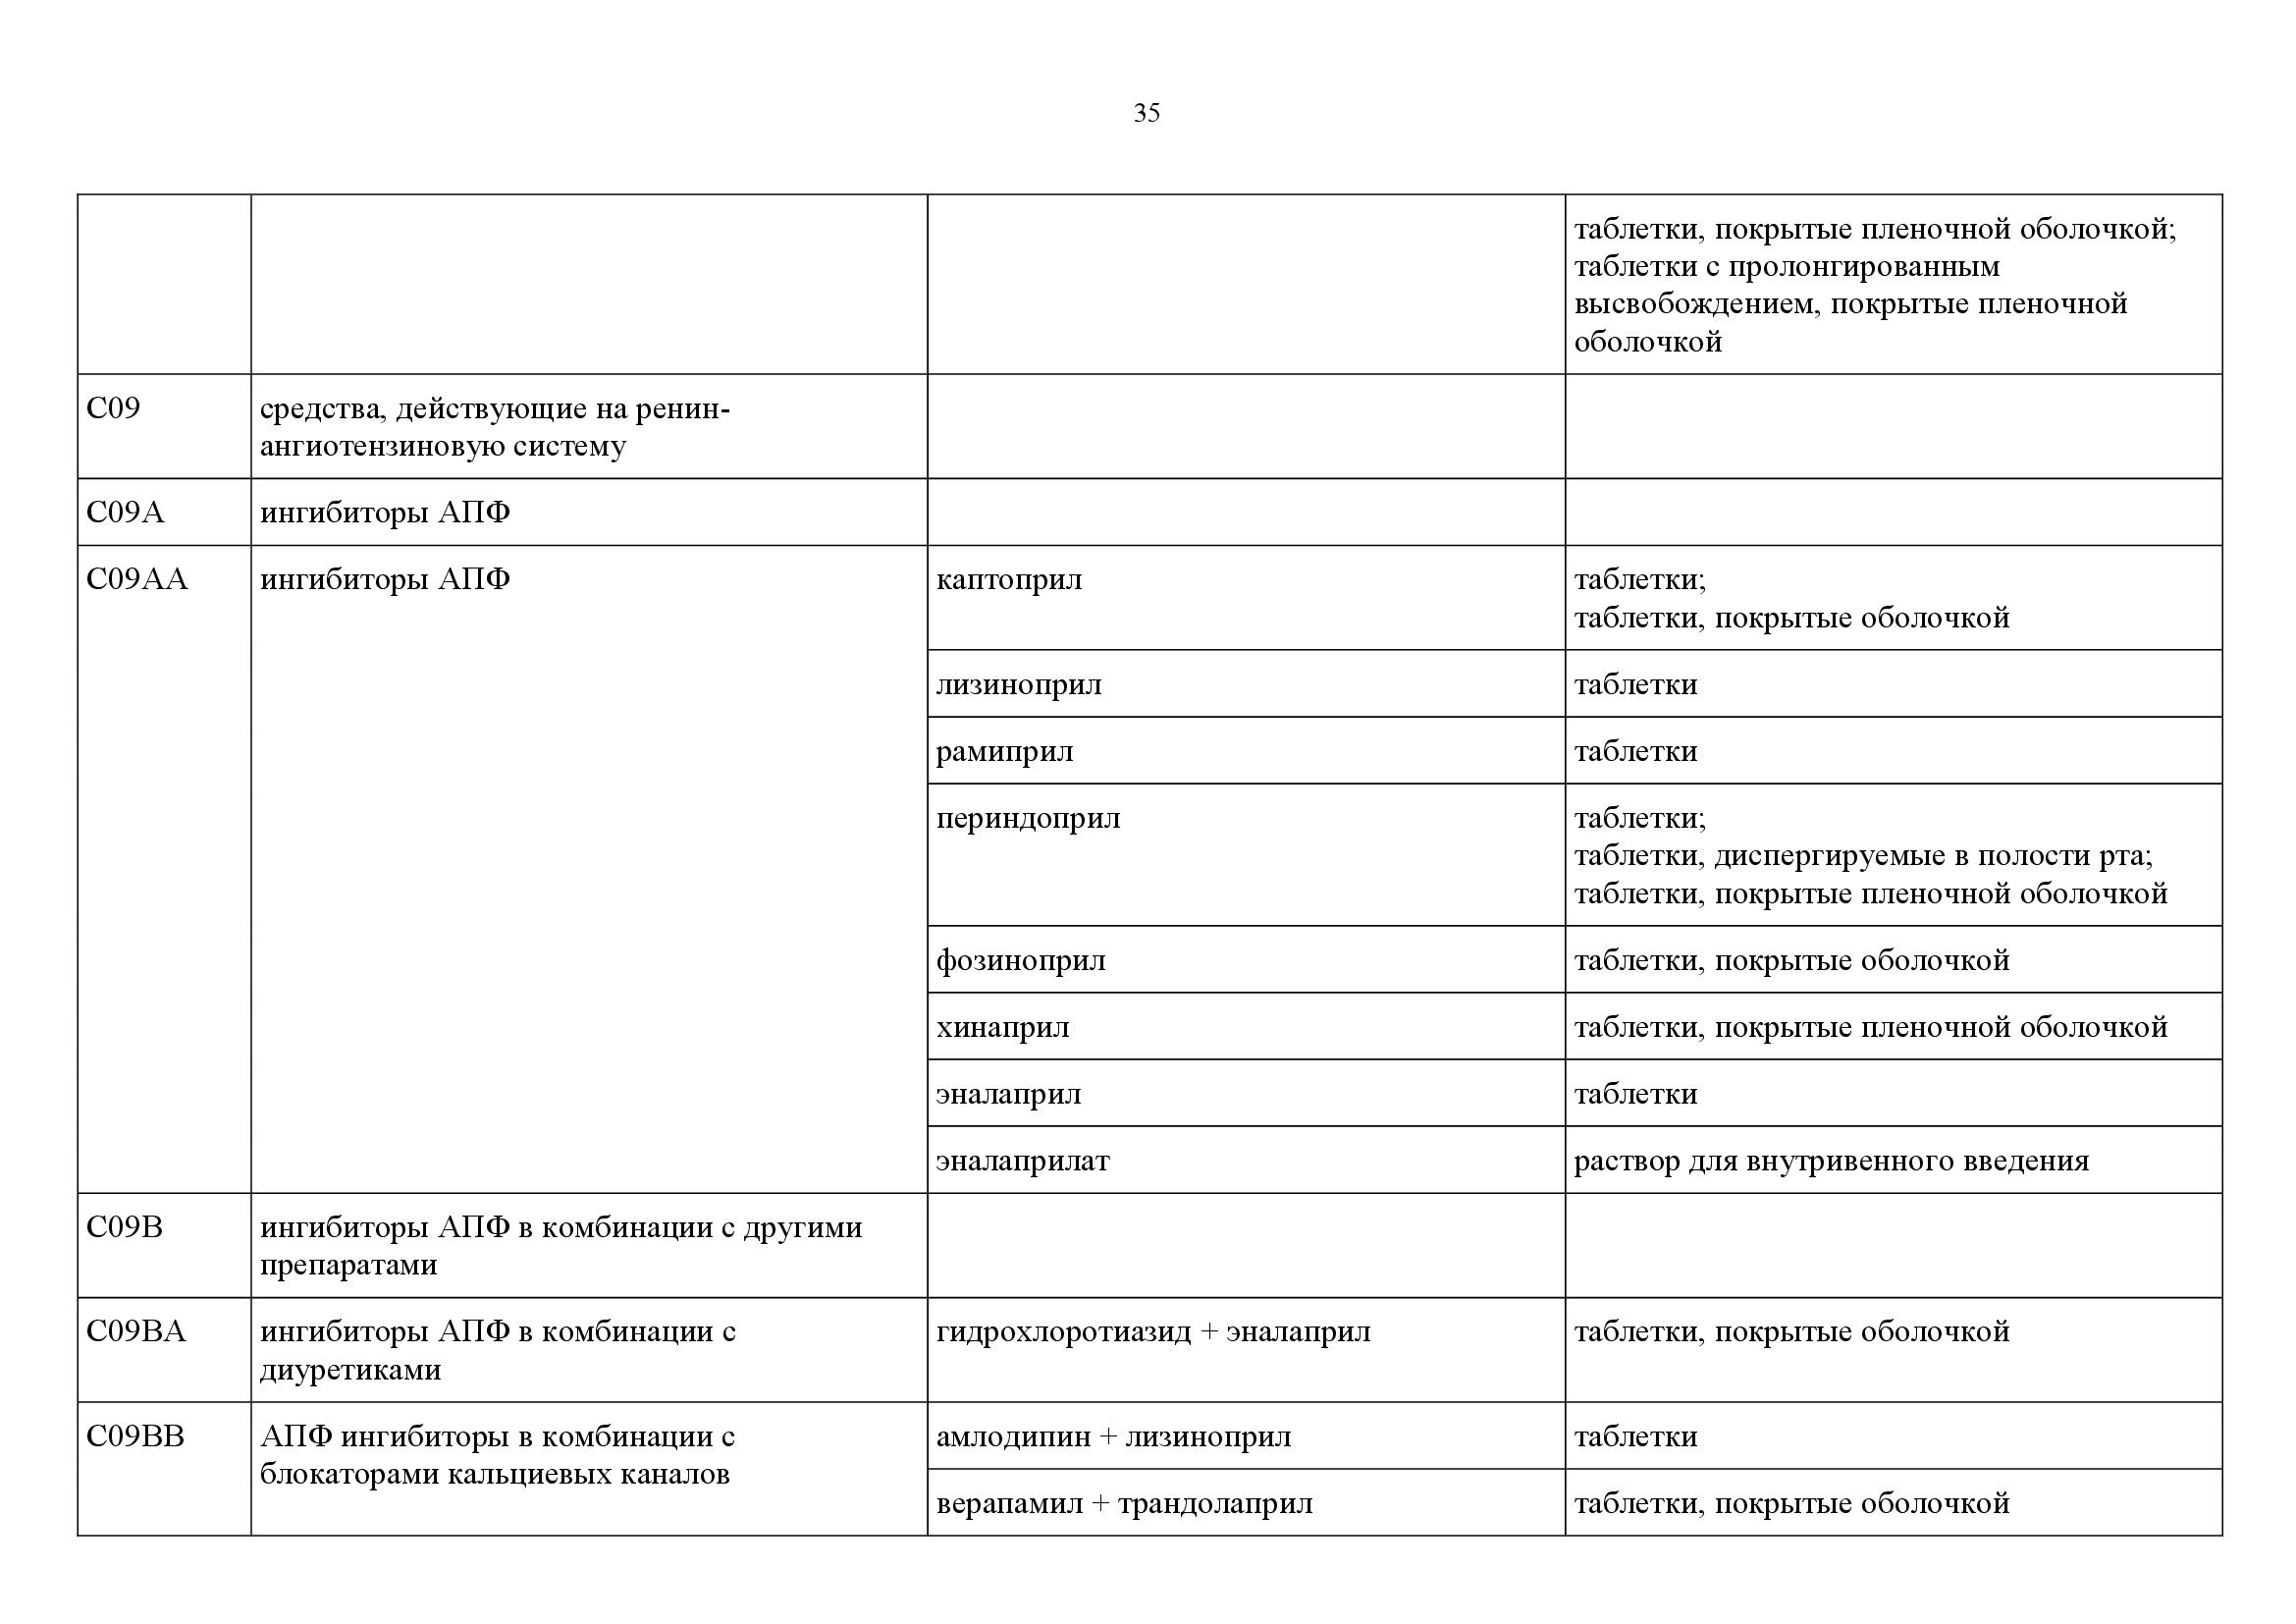 35
таблетки, покрытые пленочной оболочкой;
таблетки с пролонгированным
высвобождением, покрытые пленочной
оболочкой
C09
средства, действующие на ренин-
ангиотензиновую систему
C09A
ингибиторы АПФ
C09AA
ингибиторы АПФ
каптоприл
таблетки;
таблетки, покрытые оболочкой
лизиноприл
таблетки
рамиприл
таблетки
периндоприл
таблетки;
таблетки, диспергируемые в полости рта;
таблетки, покрытые пленочной оболочкой
фозиноприл
таблетки, покрытые оболочкой
хинаприл
таблетки, покрытые пленочной оболочкой
эналаприл
таблетки
эналаприлат
раствор для внутривенного введения
C09B
ингибиторы АПФ в комбинации с другими
препаратами
C09BA
ингибиторы АПФ в комбинации с
диуретиками
гидрохлоротиазид + эналаприл
таблетки, покрытые оболочкой
C09BB
АПФ ингибиторы в комбинации с
блокаторами кальциевых каналов
амлодипин + лизиноприл
таблетки
верапамил + трандолаприл
таблетки, покрытые оболочкой